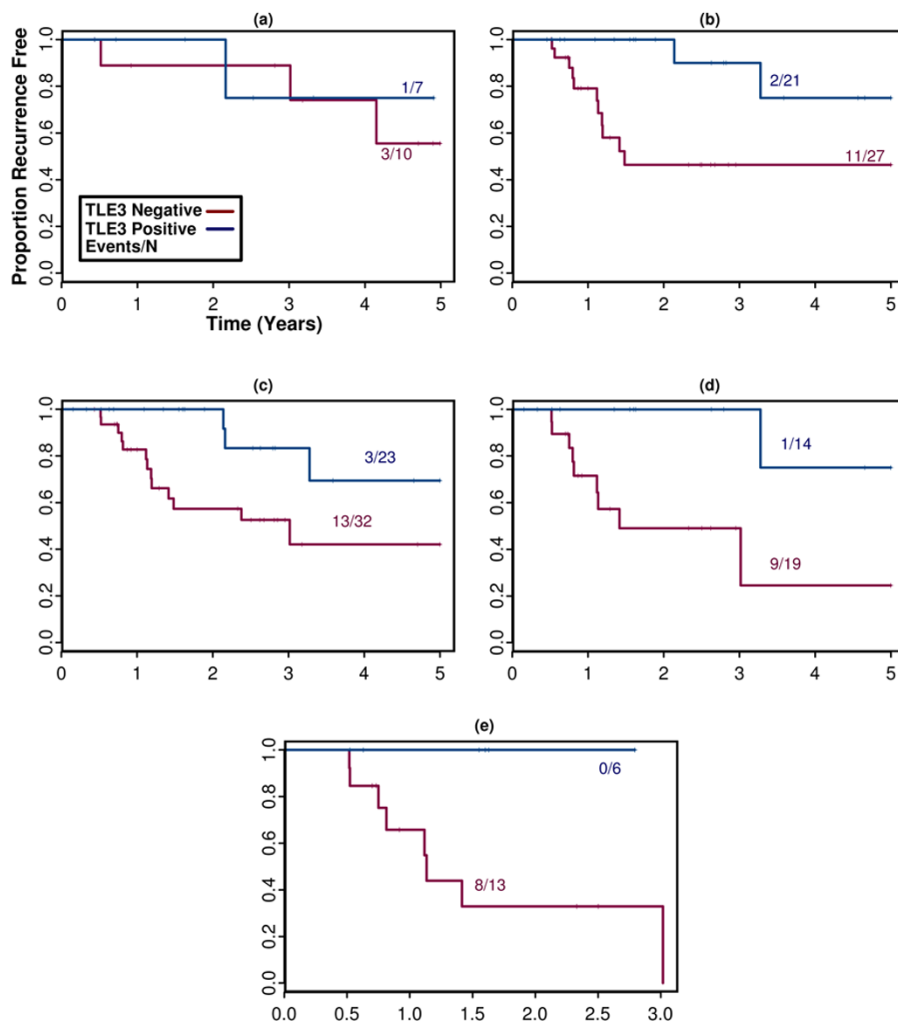 (a)
Proportion Recurrence Free
1.0
0.8
0.6
0.4
0.2
0.0
1/7
3/10
TLE3 Negative
TLE3 Positive
Events/N
0 1 2 3 4 5
Time (Years)
(b)
1.0
0.8
0.6
0.4
0.2
0.0
2/21
11/27
0 1 2 3 4 5
(c)
1.0
0.8
0.6
0.4
0.2
0.0
3/23
13/32
0 1 2 3 4 5
(d)
1.0
0.8
0.6
0.4
0.2
0.0
1/14
9/19
0 1 2 3 4 5
(e)
1.0
0.8
0.6
0.4
0.2
0.0
0/6
8/13
0.0 0.5 1.0 1.5 2.0 2.5 3.0